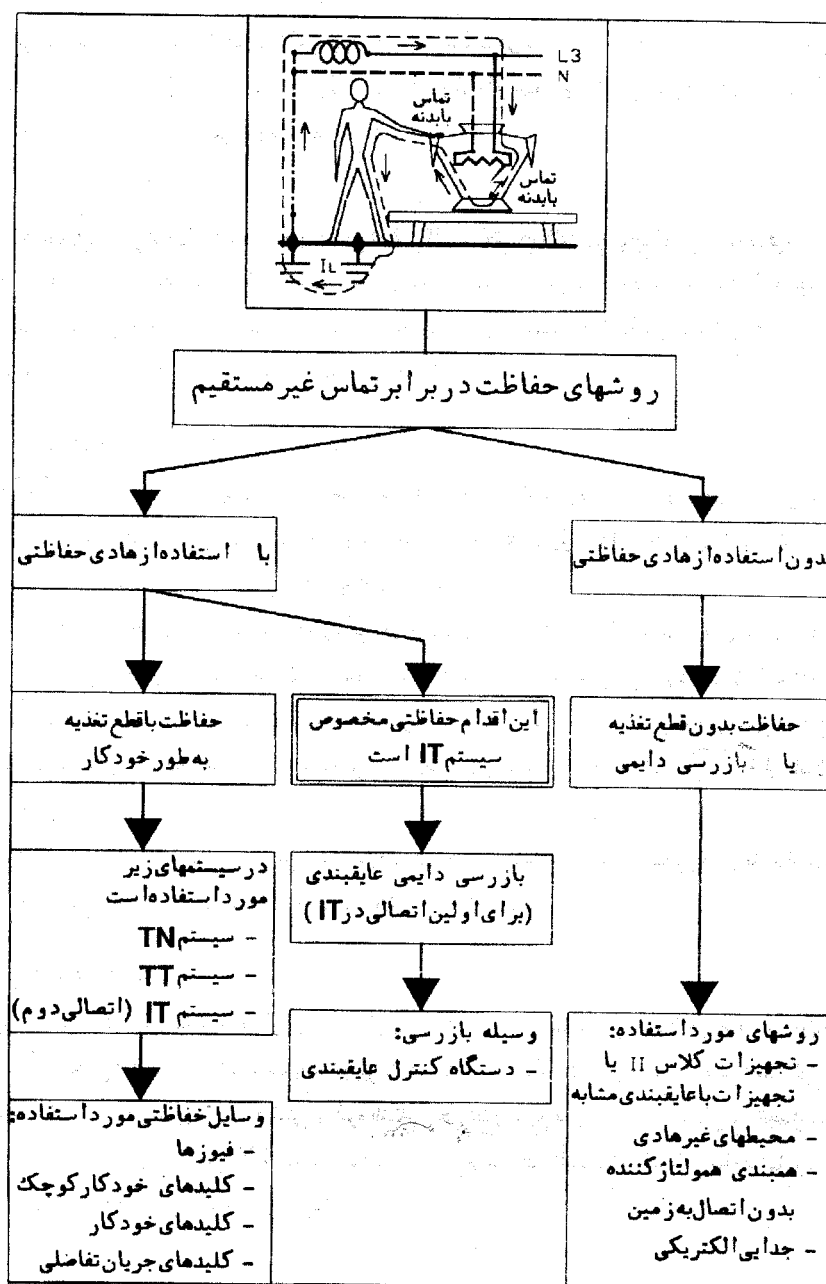 L3
N
تماس
بابدنه
تماس
بابدنه
IL
روشهای حفاظت در برابر تماس غیر مستقیم
بدون استفاده از هادی حفاظتی
با استفاده از هادی حفاظتی
حفاظت بدون قطع تغذیه
یا بازرسی دایمی
این اقدام حفاظتی مخصوص
سیستم IT است
حفاظت با قطع تغذیه
به طور خودکار
بازرسی دایمی عایقبندی
(برای اولین اتصالی در IT)
در سیستمهای زیر
مورد استفاده است
- سیستم TN
- سیستم TT
- سیستم IT (اتصالی دوم)
روشهای مورد استفاده:
- تجهیزات کلاس II یا
تجهیزات با عایقبندی مشابه
- محیطهای غیر هادی
- همبندی همولتاژ کننده
بدون اتصال به زمین
- جدایی الکتریکی
وسیله بازرسی:
- دستگاه کنترل عایقبندی
وسایل خفاظتی مورد استفاده:
- فیوزها
- کلیدهای خودکار کوچک
- کلیدهای خودکار
- کلیدهای جریان تفاضلی